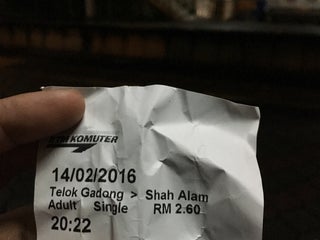 KTM KOMUTER
14/02/2016
Telok Gadong > Shah Alam
Adult Single RM 2.60
20:22